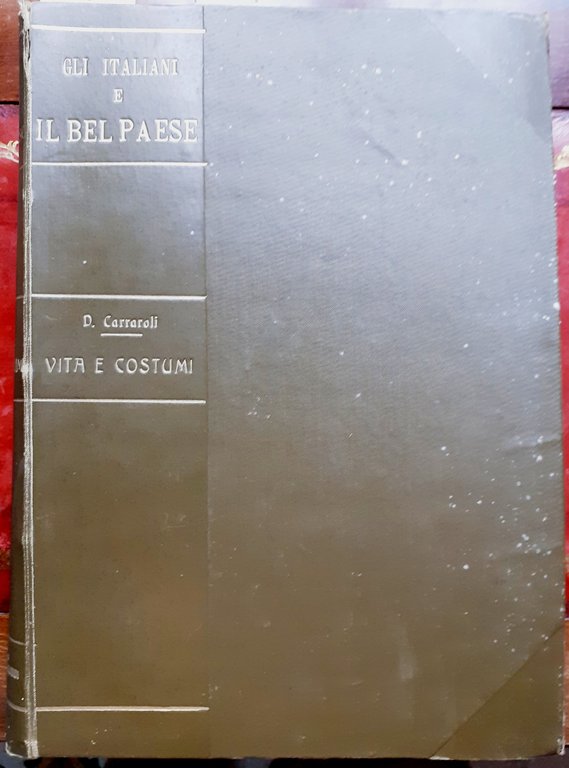 GLI ITALIANI
E
IL BEL PAESE
D. Carraroli
VITA E COSTUMI